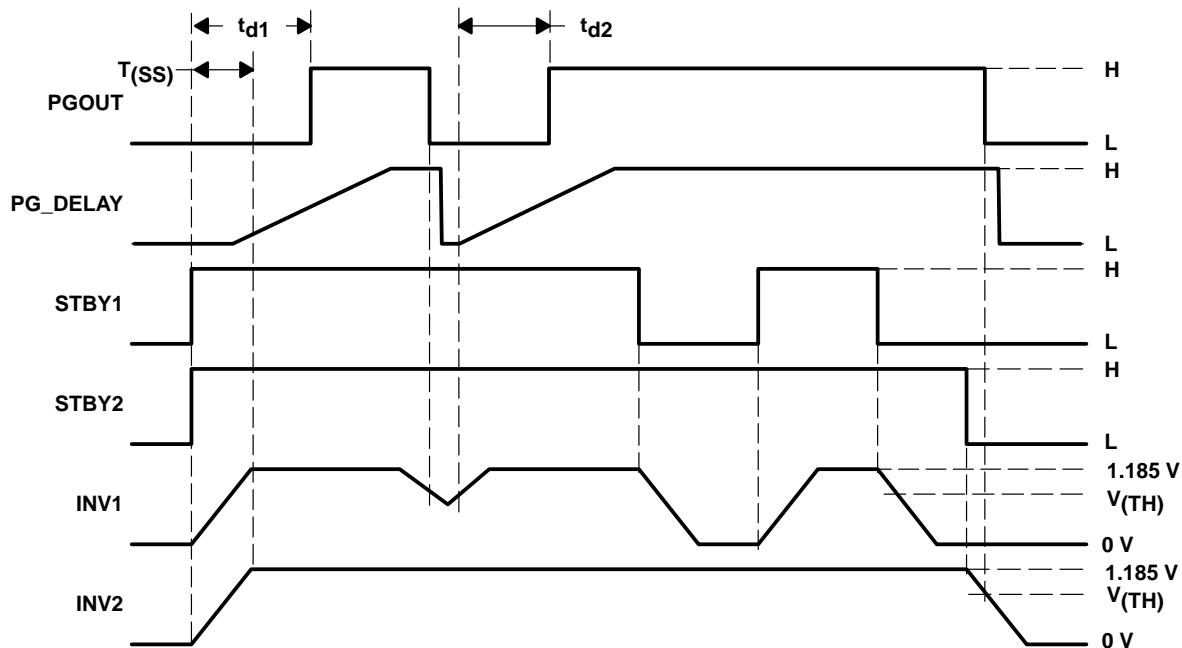 td1
td2
T(SS)
PGOUT
H
L
PG_DELAY
H
L
STBY1
H
L
STBY2
H
L
INV1
1.185 V
V(TH)
0 V
INV2
1.185 V
V(TH)
0 V